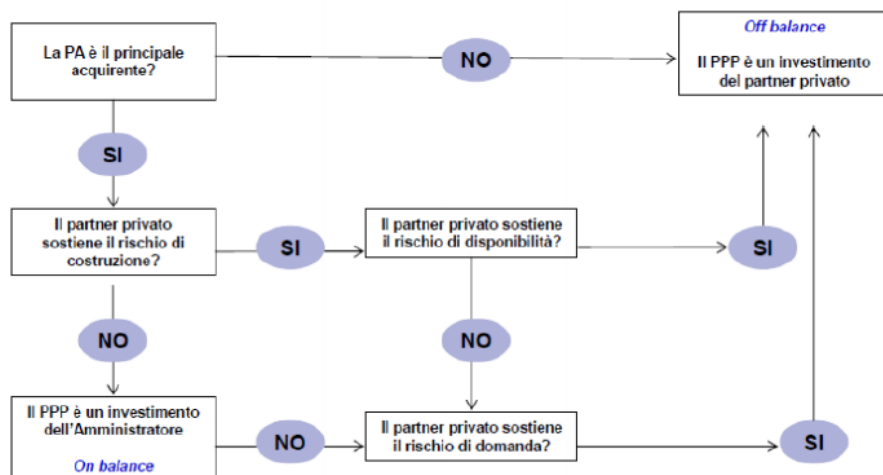 La PA è il principale
acquirente?
NO
Off balance
Il PPP è un investimento
del partner privato
SI
Il partner privato
sostiene il rischio di
costruzione?
SI
Il partner privato sostiene
il rischio di disponibilità?
SI
NO
NO
Il PPP è un investimento
dell'Amministratore
On balance
NO
Il partner privato sostiene
il rischio di domanda?
SI